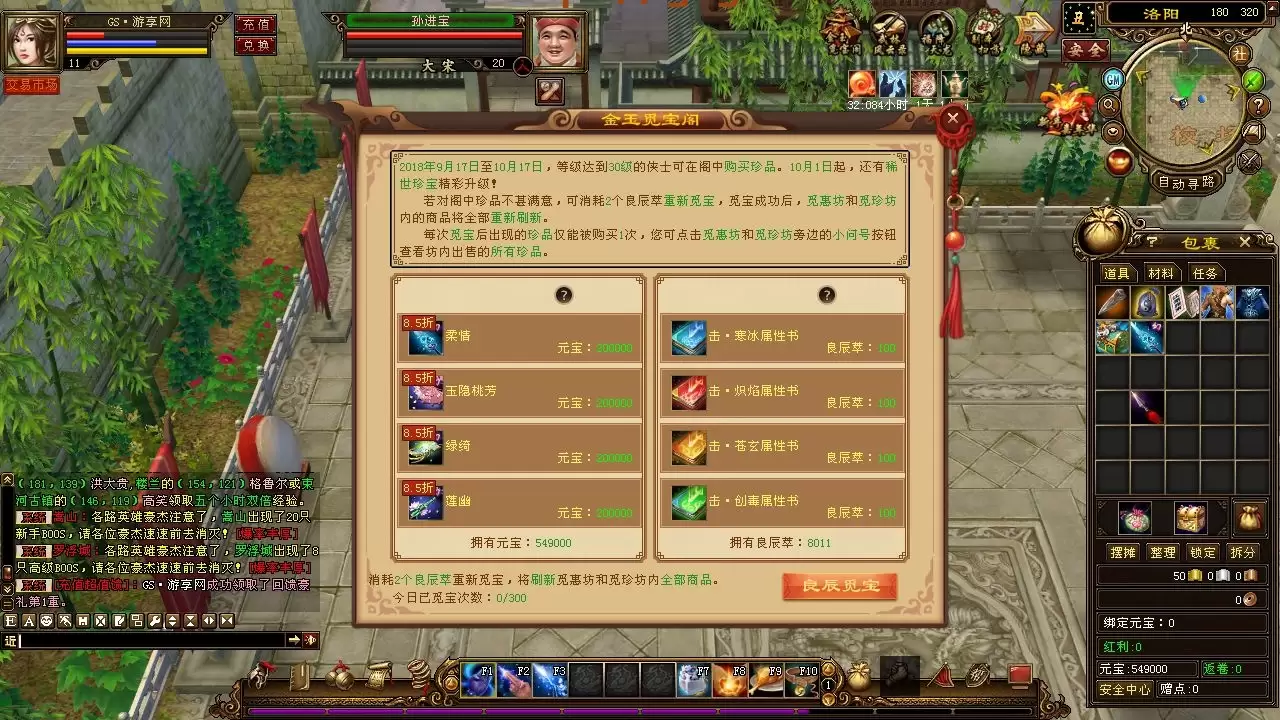 GS·游享网
11
充值
兑换
交易市场
孙进宝
大宋
20
洛阳
180 320
北
安全
GM
自动寻路
32:084小时
金玉觅宝阁
2018年9月17日至10月17日，等级达到30级的侠士可在阁中购买珍品。10月1日起，还有稀
世珍宝精彩升级！
若对阁中珍品不甚满意，可消耗2个良辰萃重新觅宝，觅宝成功后，觅惠坊和觅珍坊
内的商品将全部重新刷新。
每次觅宝后出现的珍品仅能被购买1次，您可点击觅惠坊和觅珍坊旁边的小问号按钮
查看坊内出售的所有珍品。
8.5折
柔情
元宝：200000
8.5折
玉隐桃芳
元宝：200000
8.5折
绿绮
元宝：200000
8.5折
莲幽
元宝：200000
拥有元宝：549000
击·寒冰属性书
良辰萃：100
击·炽焰属性书
良辰萃：100
击·苍玄属性书
良辰萃：100
击·创毒属性书
良辰萃：100
拥有良辰萃：8011
消耗2个良辰萃重新觅宝，将刷新觅惠坊和觅珍坊内全部商品。
今日已觅宝次数：0/300
良辰觅宝
包裹
道具 材料 任务
摆摊 整理 锁定 拆分
50 0 0
0
绑定元宝：0
红利：0
元宝:549000
返卷:0
安全中心
赠点:0
（181，139）洪大贵，楼兰的（154，121）格鲁尔或束
河古镇的（146，119）高笑领取五个小时双倍经验。
嵩山：各路英雄豪杰注意了，嵩山出现了20只
新手BOOS，请各位豪杰速速前去消灭！【爆率丰厚】
罗浮城：各路英雄豪杰注意了，罗浮城出现了8
只高级BOOS，请各位豪杰速速前去消灭！【爆率丰厚】
GS·游享网成功领取了回馈豪
礼第1重。
近
F1 F2 F3 F7 F8 F9 F10